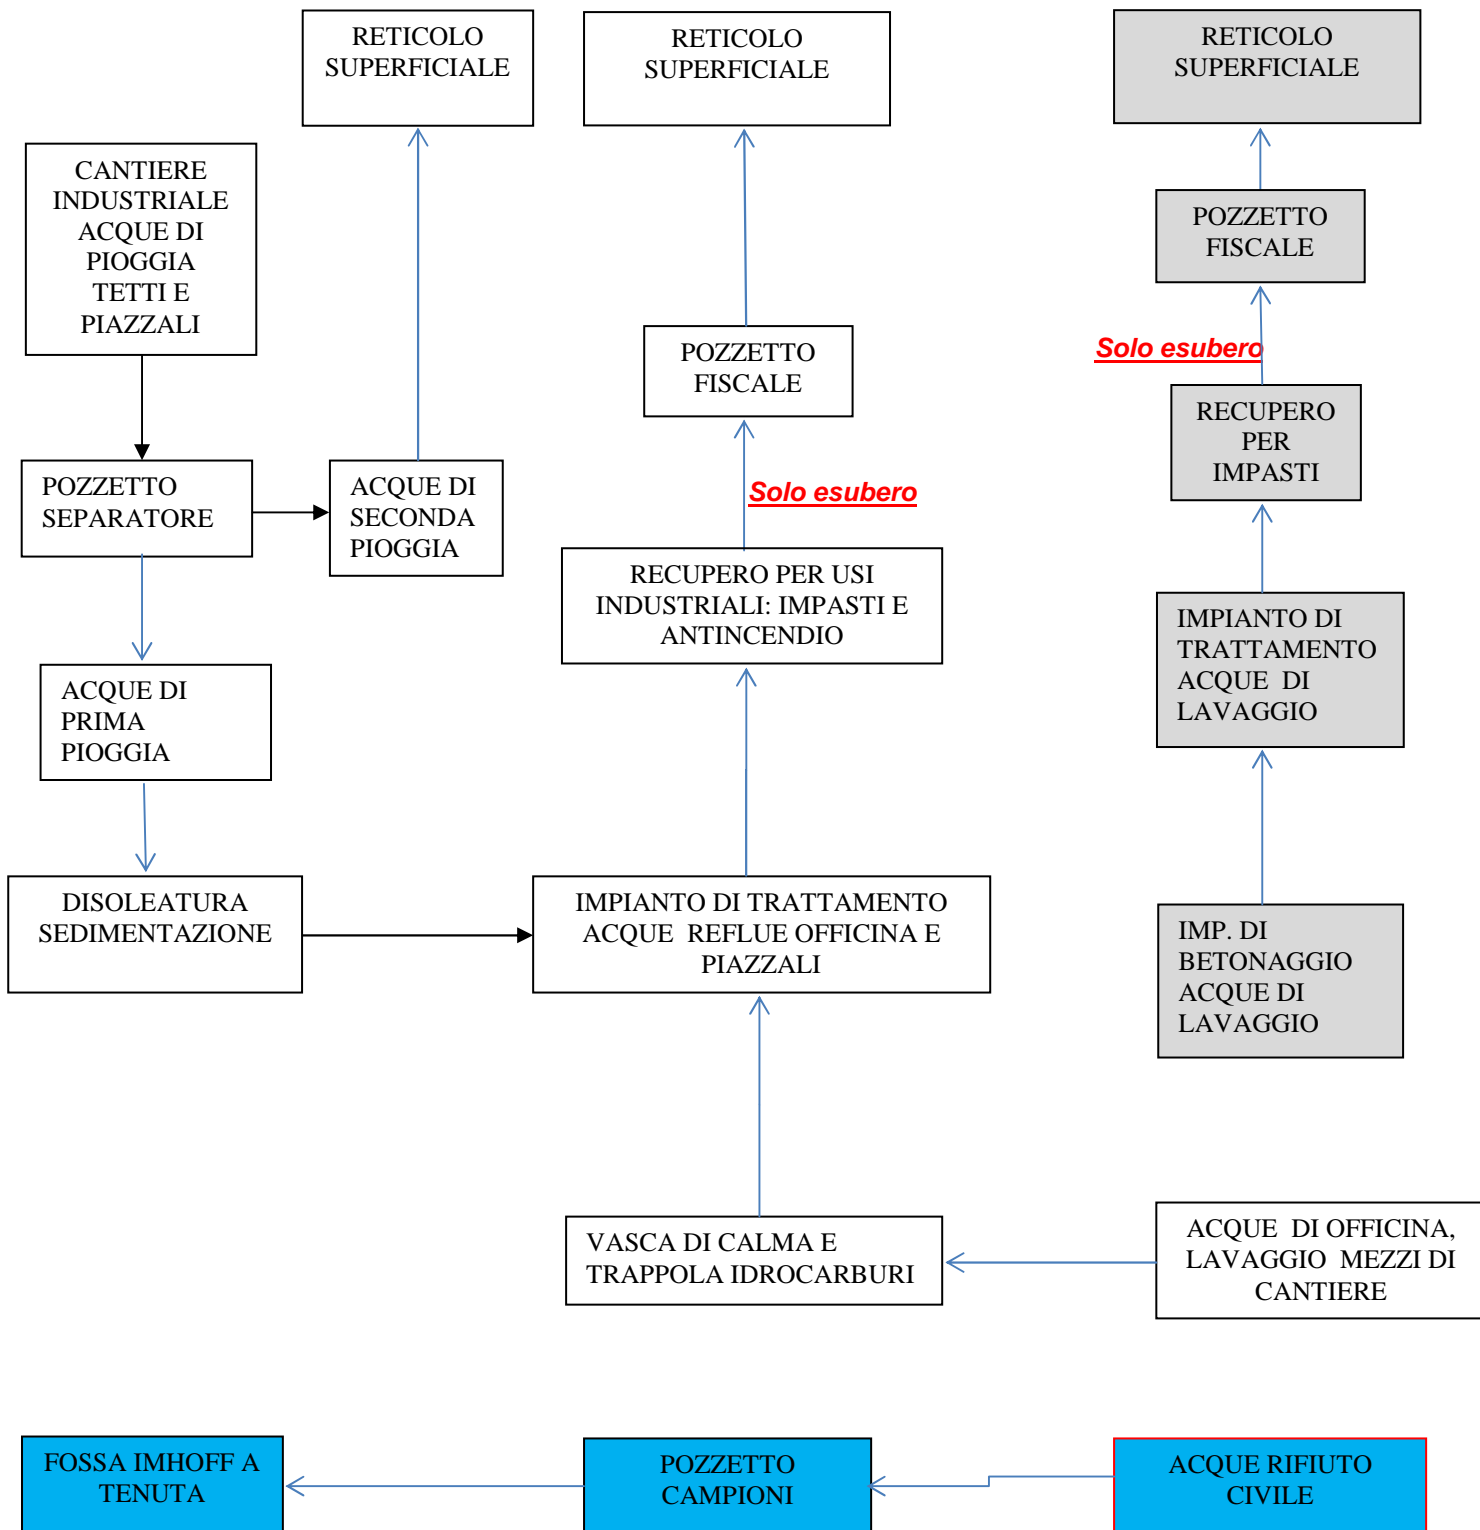 RETICOLO
SUPERFICIALE
RETICOLO
SUPERFICIALE
RETICOLO
SUPERFICIALE
CANTIERE
INDUSTRIALE
ACQUE DI
PIOGGIA
TETTI E
PIAZZALI
POZZETTO
FISCALE
Solo esubero
POZZETTO
FISCALE
RECUPERO
PER
IMPASTI
POZZETTO
SEPARATORE
ACQUE DI
SECONDA
PIOGGIA
Solo esubero
RECUPERO PER USI
INDUSTRIALI: IMPASTI E
ANTINCENDIO
IMPIANTO DI
TRATTAMENTO
ACQUE  DI
LAVAGGIO
ACQUE DI
PRIMA
PIOGGIA
DISOLEATURA
SEDIMENTAZIONE
IMPIANTO DI TRATTAMENTO
ACQUE  REFLUE OFFICINA E
PIAZZALI
IMP. DI
BETONAGGIO
ACQUE DI
LAVAGGIO
VASCA DI CALMA E
TRAPPOLA IDROCARBURI
ACQUE  DI OFFICINA,
LAVAGGIO  MEZZI DI
CANTIERE
FOSSA IMHOFF A
TENUTA
POZZETTO
CAMPIONI
ACQUE RIFIUTO
CIVILE